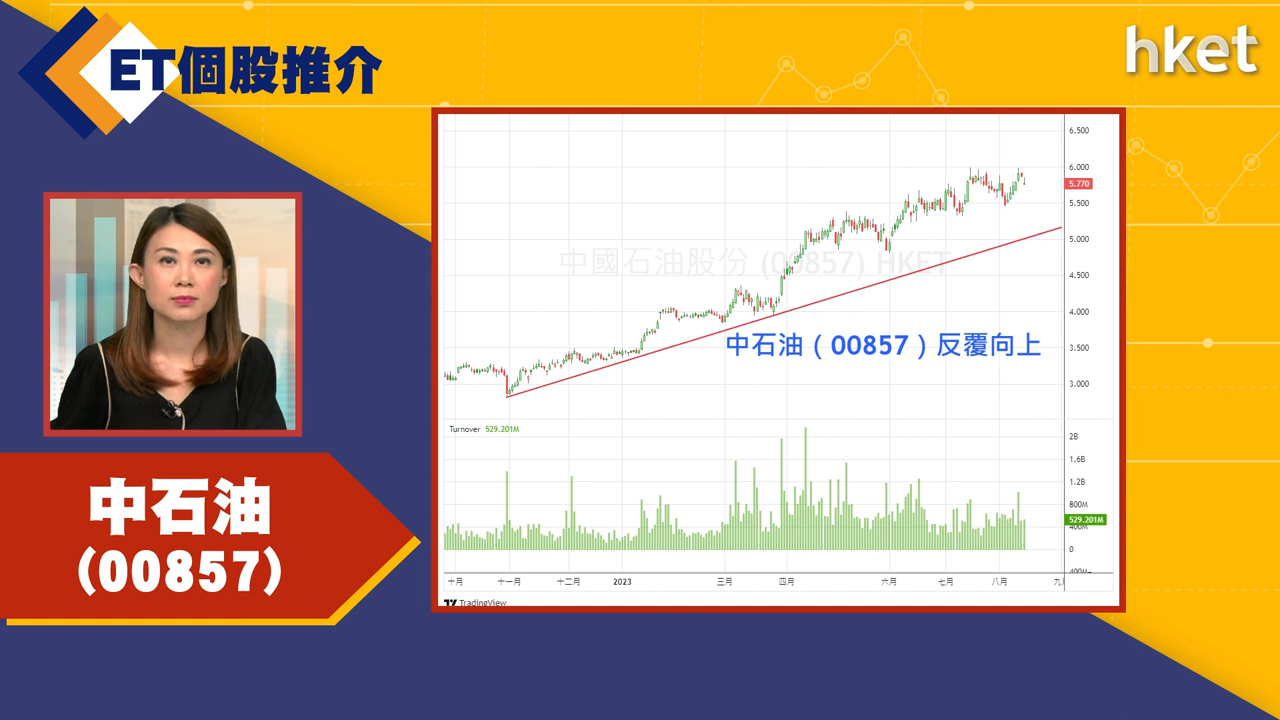 ET個股推介
hket
中石油
(00857)
中國石油股份 (00857) HKET
中石油（00857）反覆向上
6.500
6.000
5.770
5.500
5.000
4.500
4.000
3.500
3.000
Turnover 529.201M
2B
1.6B
1.2B
800M
529.201M
400M
0
400M
十月 十一月 十二月 2023 三月 四月 六月 七月 八月 九月
TradingView